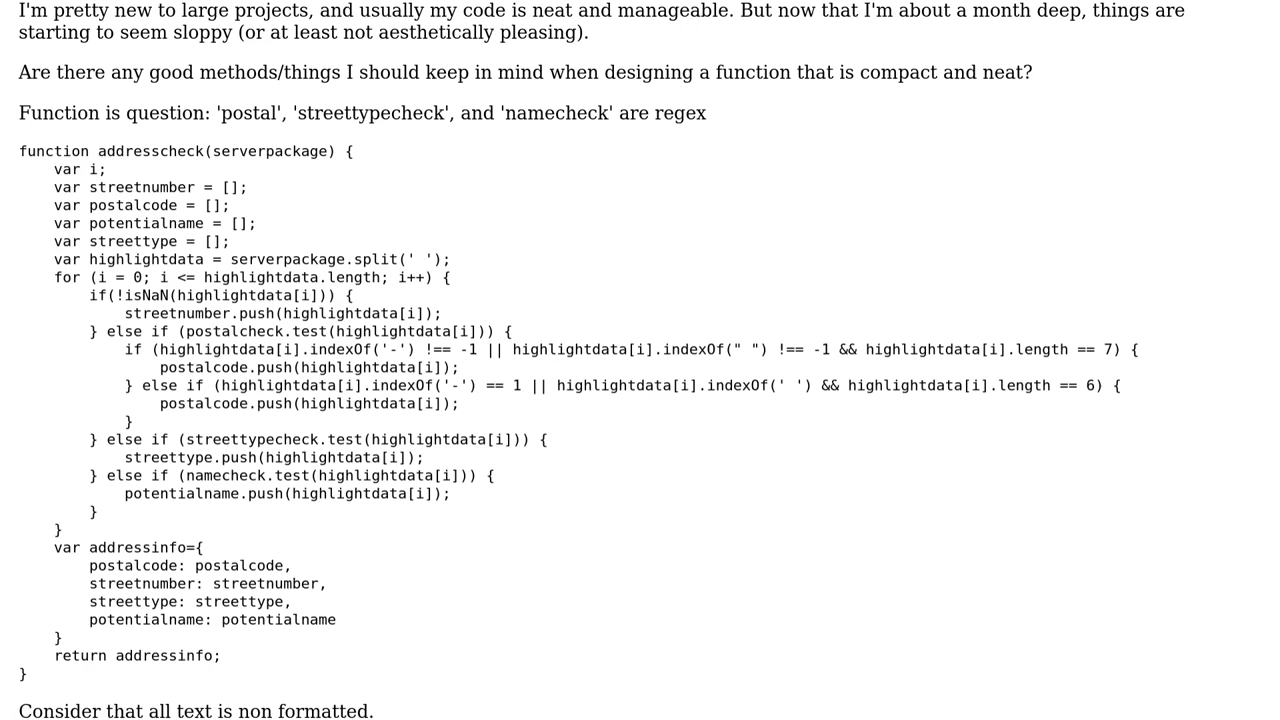 I'm pretty new to large projects, and usually my code is neat and manageable. But now that I'm about a month deep, things are
starting to seem sloppy (or at least not aesthetically pleasing).
Are there any good methods/things I should keep in mind when designing a function that is compact and neat?
Function is question: 'postal', 'streettypecheck', and 'namecheck' are regex
function addresscheck(serverpackage) {
    var i;
    var streetnumber = [];
    var postalcode = [];
    var potentialname = [];
    var streettype = [];
    var highlightdata = serverpackage.split(' ');
    for (i = 0; i <= highlightdata.length; i++) {
        if(!isNaN(highlightdata[i])) {
            streetnumber.push(highlightdata[i]);
        } else if (postalcheck.test(highlightdata[i])) {
            if (highlightdata[i].indexOf('-') !== -1 || highlightdata[i].indexOf(" ") !== -1 && highlightdata[i].length == 7) {
                postalcode.push(highlightdata[i]);
            } else if (highlightdata[i].indexOf('-') == 1 || highlightdata[i].indexOf(' ') && highlightdata[i].length == 6) {
                postalcode.push(highlightdata[i]);
            }
        } else if (streettypecheck.test(highlightdata[i])) {
            streettype.push(highlightdata[i]);
        } else if (namecheck.test(highlightdata[i])) {
            potentialname.push(highlightdata[i]);
        }
    }
    var addressinfo={
        postalcode: postalcode,
        streetnumber: streetnumber,
        streettype: streettype,
        potentialname: potentialname
    }
    return addressinfo;
}
Consider that all text is non formatted.